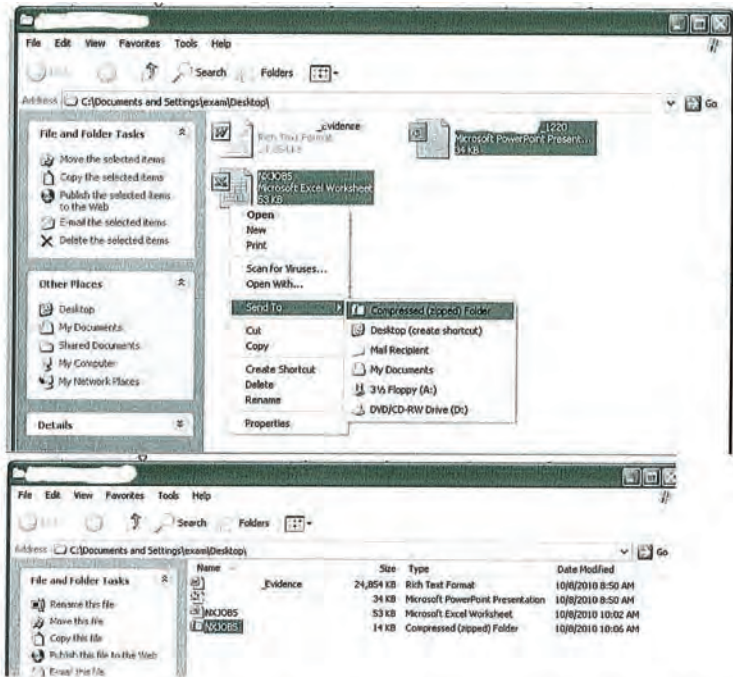 File Edit View Favorites Tools Help
Search Folders
Address C:\Documents and Settings\exam\Desktop\ Go
File and Folder Tasks
Move the selected items
Copy the selected items
Publish the selected items
to the Web
E-mail the selected items
Delete the selected items
Other Places
Desktop
My Documents
Shared Documents
My Computer
My Network Places
Details
_Evidence
Rich Text Format
_1220
Microsoft PowerPoint Present...
34 KB
NXJOBS
Microsoft Excel Worksheet
53 KB
Open
New
Print
Scan for Viruses...
Open With...
Send To
Cut
Copy
Create Shortcut
Delete
Rename
Properties
Compressed (zipped) Folder
Desktop (create shortcut)
Mail Recipient
My Documents
3½ Floppy (A:)
DVD/CD-RW Drive (D:)
File Edit View Favorites Tools Help
Search Folders
Address C:\Documents and Settings\exam\Desktop\ Go
File and Folder Tasks
Rename this file
Move this file
Copy this file
Publish this file to the Web
E-mail this file
Name Size Type Date Modified
_Evidence 24,854 KB Rich Text Format 10/8/2010 8:50 AM
34 KB Microsoft PowerPoint Presentation 10/8/2010 8:50 AM
NXJOBS 53 KB Microsoft Excel Worksheet 10/8/2010 10:02 AM
NXJOBS 14 KB Compressed (zipped) Folder 10/8/2010 10:06 AM